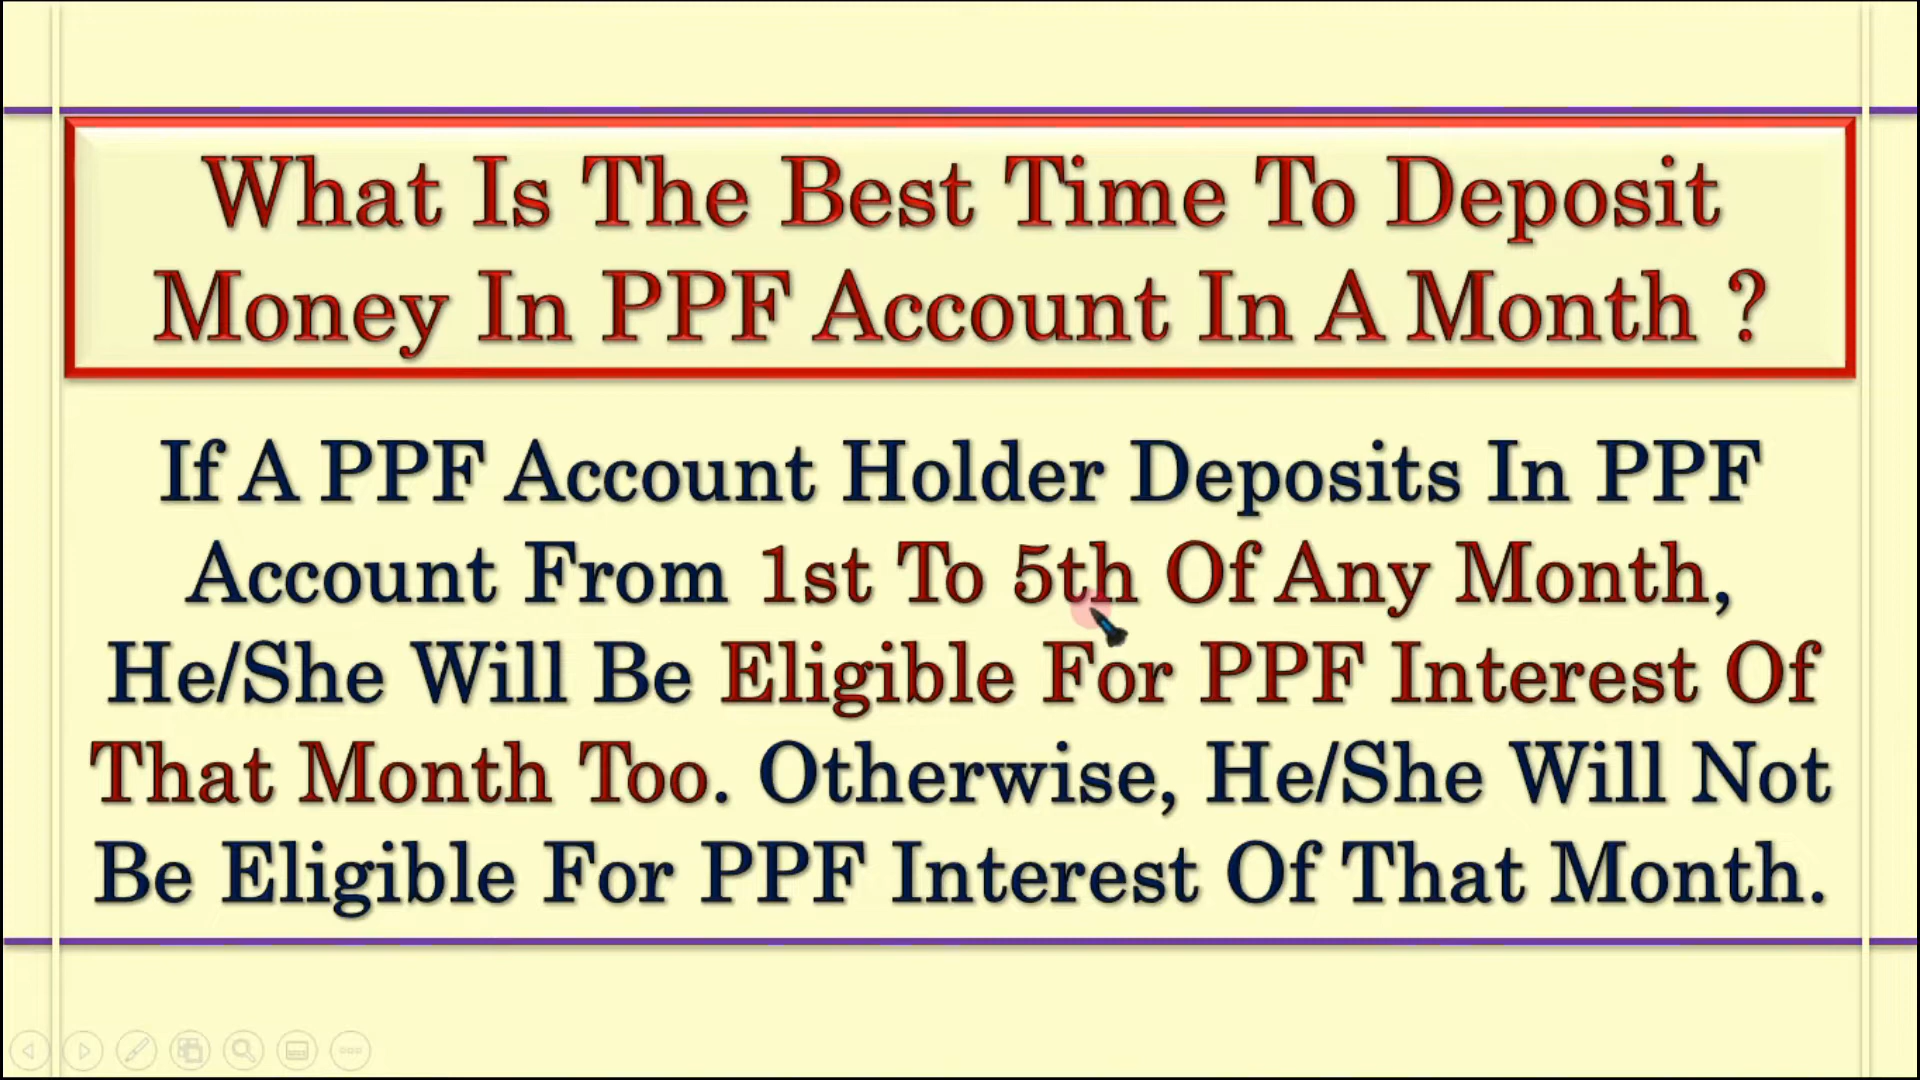 What Is The Best Time To Deposit
Money In PPF Account In A Month ?
If A PPF Account Holder Deposits In PPF
Account From 1st To 5th Of Any Month,
He/She Will Be Eligible For PPF Interest Of
That Month Too. Otherwise, He/She Will Not
Be Eligible For PPF Interest Of That Month.